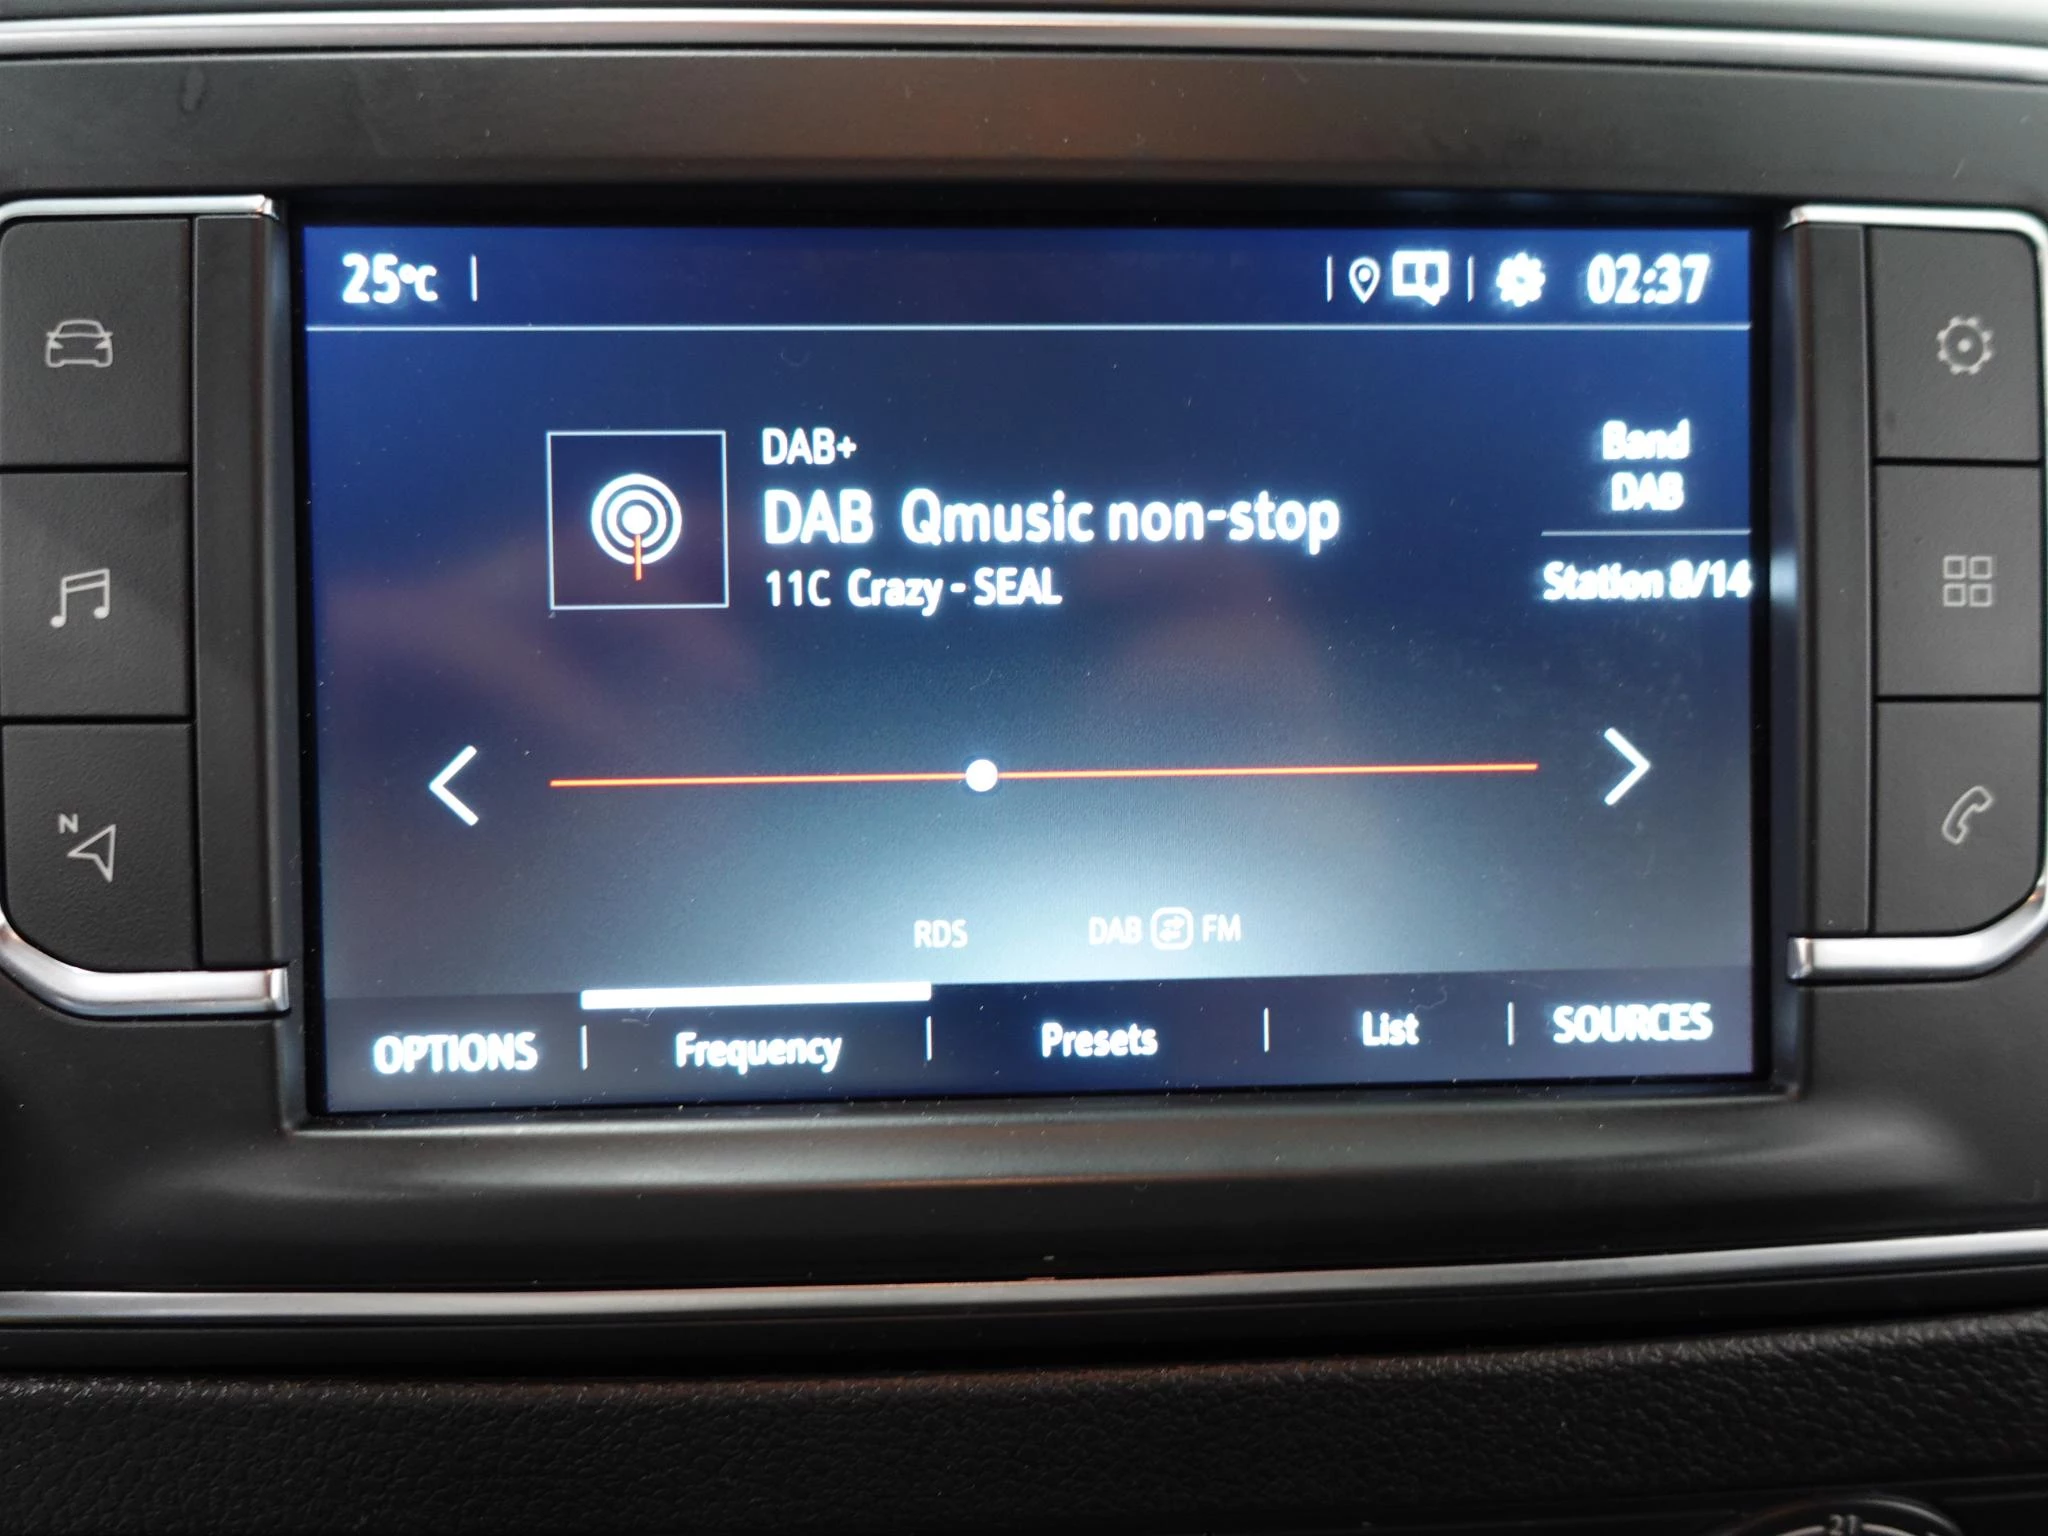 25°C
02:37
DAB+
DAB Qmusic non-stop
11C Crazy - SEAL
Band
DAB
Station 8/14
N
RDS
DAB FM
OPTIONS
Frequency
Presets
List
SOURCES
21